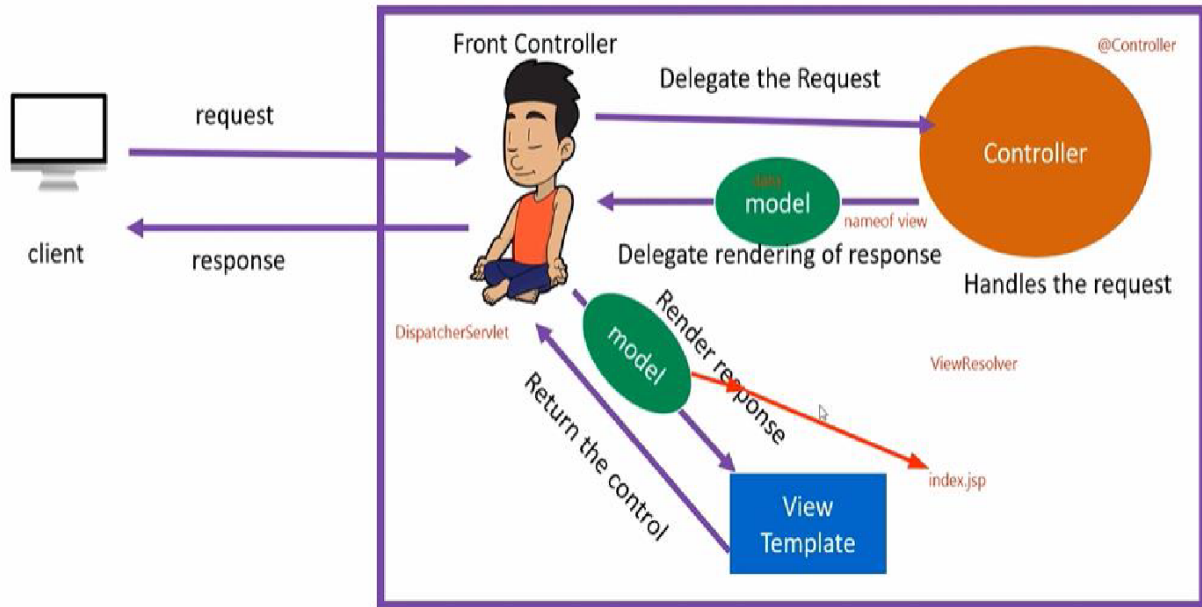 Front Controller
@Controller
Delegate the Request
request
Controller
data
model
nameof view
client
response
Delegate rendering of response
Handles the request
DispatcherServlet
model
Render response
ViewResolver
Return the control
index.jsp
View
Template